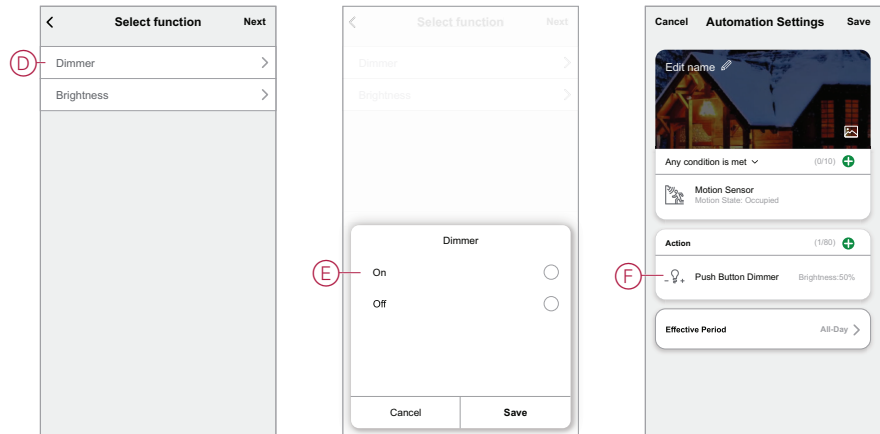 Select function
Next
D
Dimmer
Brightness
Select function
Next
Dimmer
Brightness
Dimmer
E
On
Off
Cancel
Save
Cancel
Automation Settings
Save
Edit name
Any condition is met
(0/10)
Motion Sensor
Motion State: Occupied
Action
(1/80)
F
Push Button Dimmer
Brightness:50%
Effective Period
All-Day